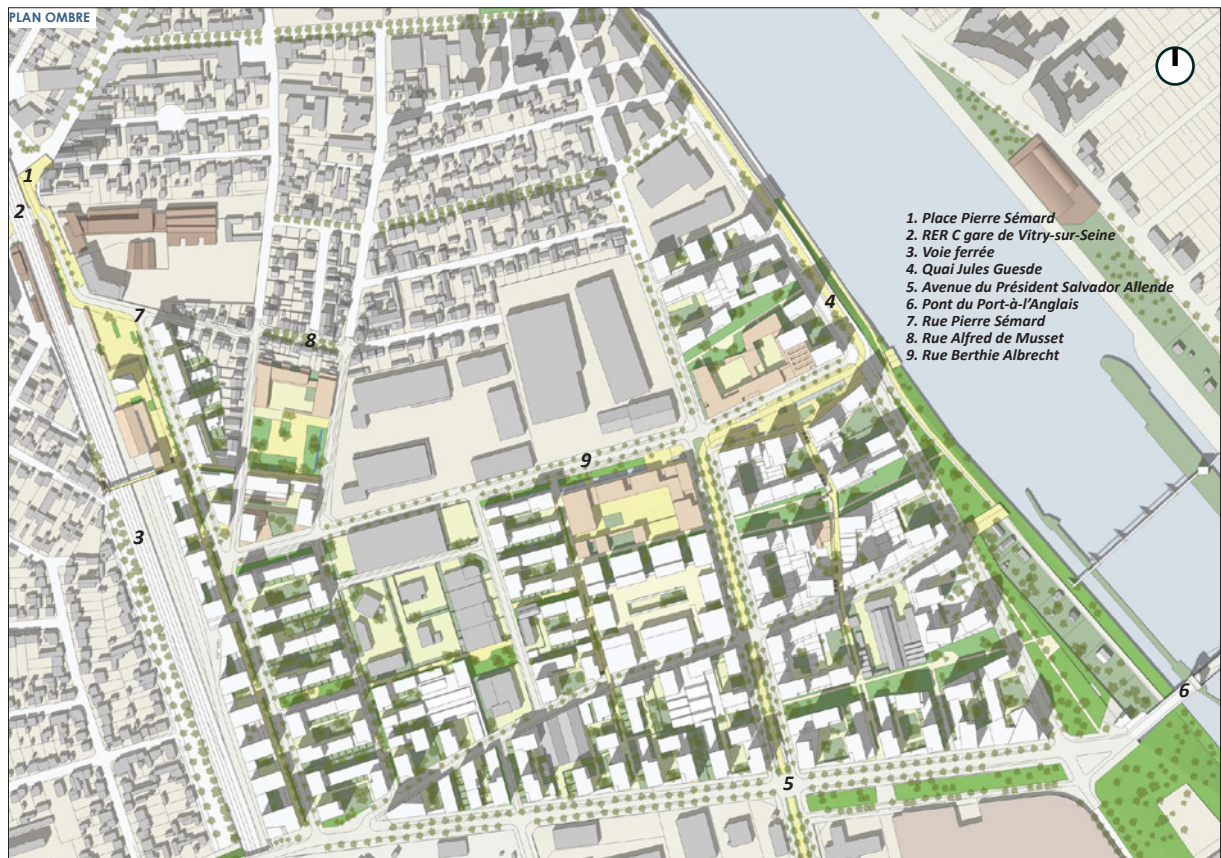 PLAN OMBRE
1. Place Pierre Sémard
2. RER C gare de Vitry-sur-Seine
3. Voie ferrée
4. Quai Jules Guesde
5. Avenue du Président Salvador Allende
6. Pont du Port-à-l'Anglais
7. Rue Pierre Sémard
8. Rue Alfred de Musset
9. Rue Berthie Albrecht
1
2
4
7
8
9
3
6
5